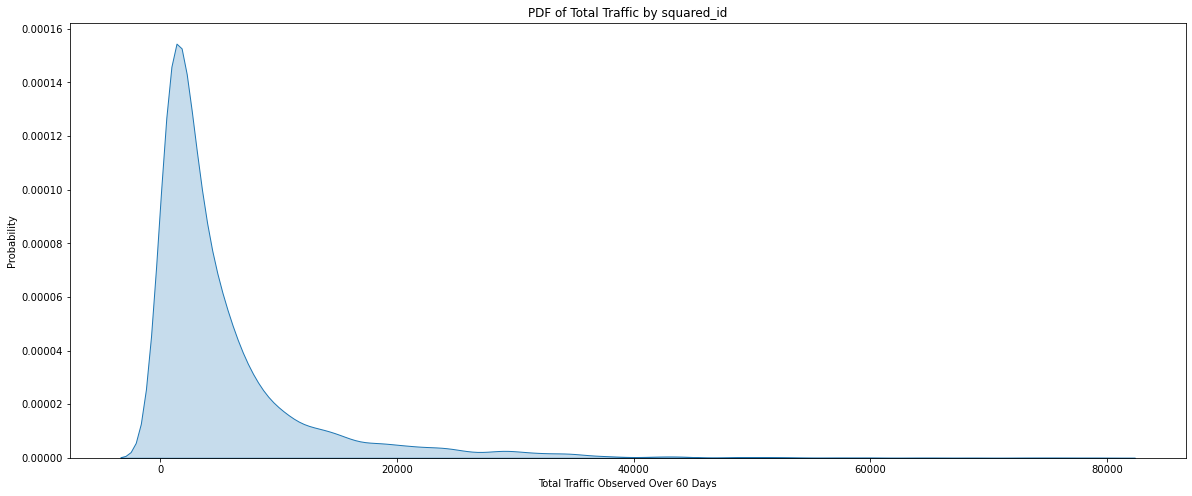 PDF of Total Traffic by squared_id
0.00016
0.00014
0.00012
0.00010
0.00008
0.00006
0.00004
0.00002
0.00000
Probability
0 20000 40000 60000 80000
Total Traffic Observed Over 60 Days